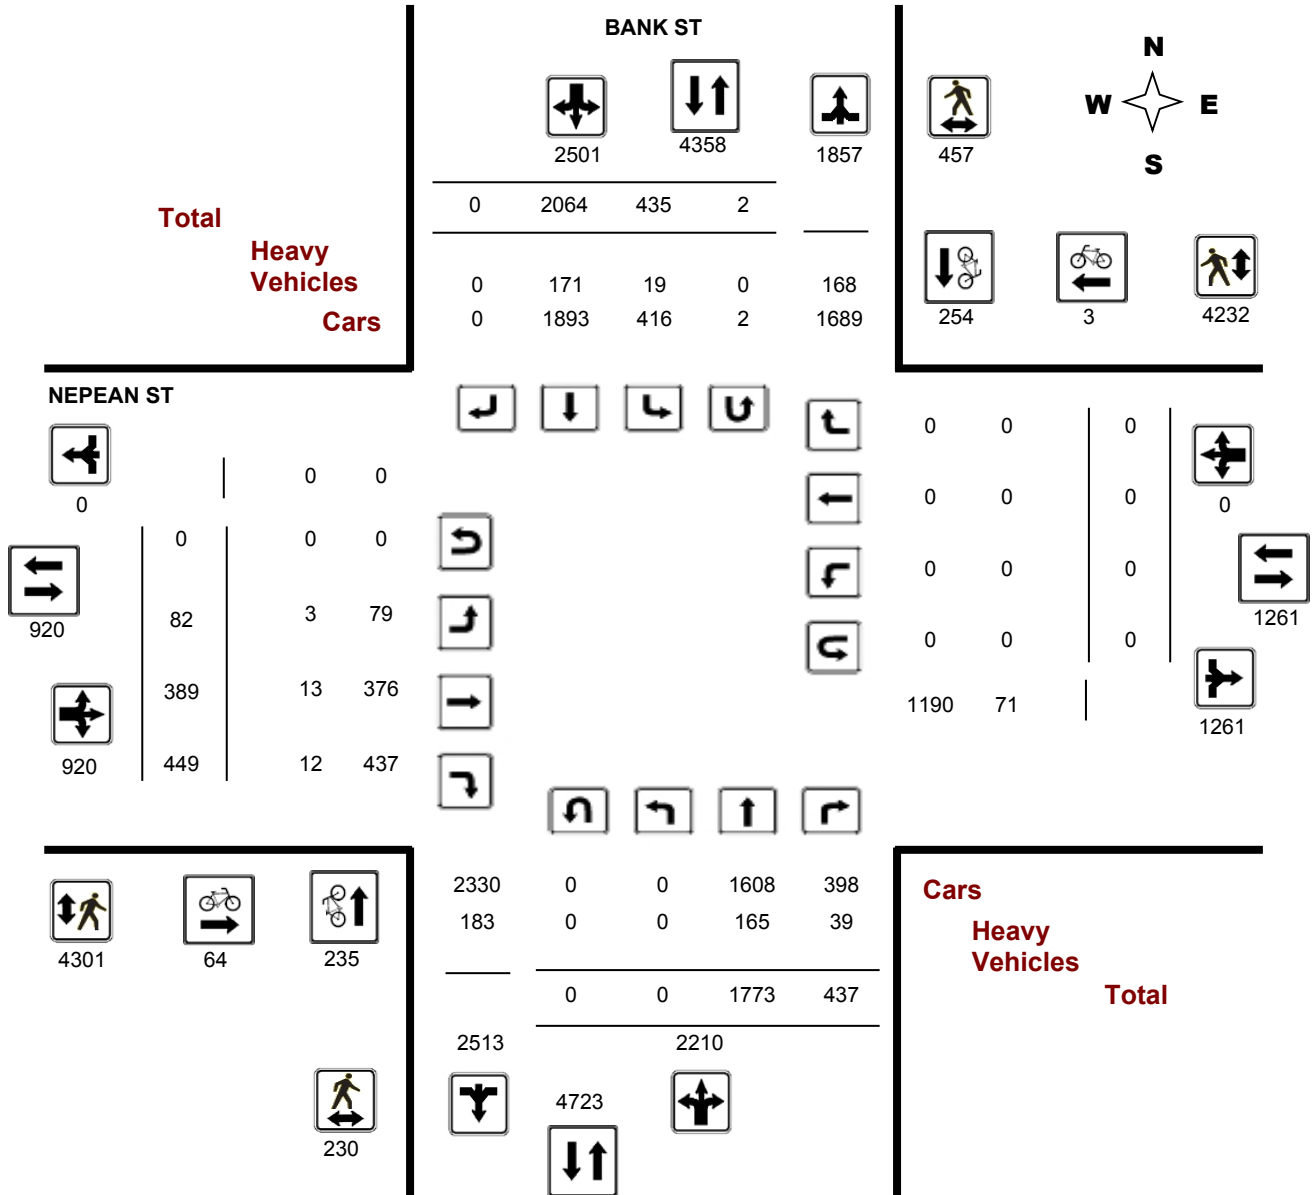 BANK ST
N
W E
S
2501 4358 1857 457
0 2064 435 2
Total
Heavy
Vehicles
0 171 19 0 168
Cars
0 1893 416 2 1689
254 3 4232
NEPEAN ST
0 0 0
0 0
0
0 0 0
0
0 0 0
0 0 0
920
1261
82 3 79
0 0 0
389 13 376
1190 71
1261
920
449 12 437
2330 0 0 1608 398
Cars
183 0 0 165 39
Heavy
Vehicles
4301 64 235
0 0 1773 437
Total
2513 2210
4723
230